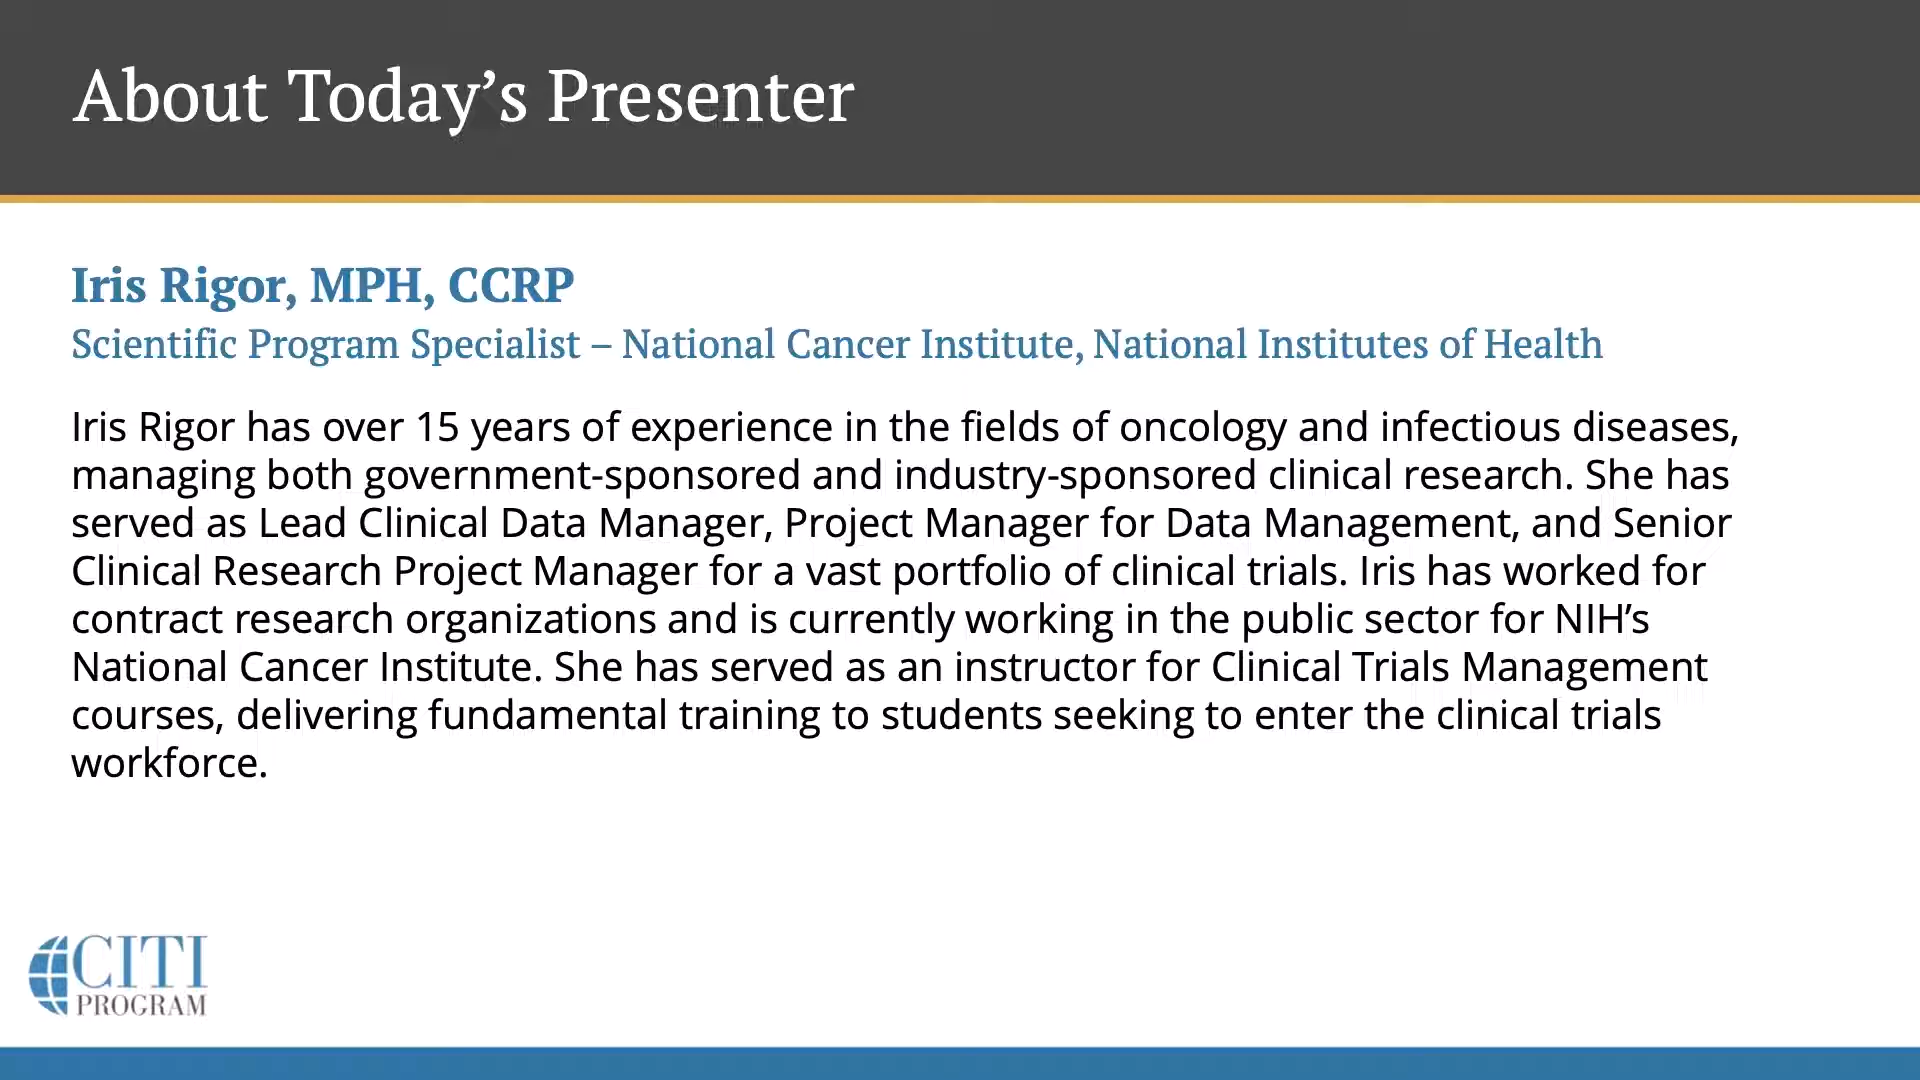 About Today’s Presenter
Iris Rigor, MPH, CCRP
Scientific Program Specialist – National Cancer Institute, National Institutes of Health
Iris Rigor has over 15 years of experience in the fields of oncology and infectious diseases,
managing both government-sponsored and industry-sponsored clinical research. She has
served as Lead Clinical Data Manager, Project Manager for Data Management, and Senior
Clinical Research Project Manager for a vast portfolio of clinical trials. Iris has worked for
contract research organizations and is currently working in the public sector for NIH’s
National Cancer Institute. She has served as an instructor for Clinical Trials Management
courses, delivering fundamental training to students seeking to enter the clinical trials
workforce.
CITI
PROGRAM